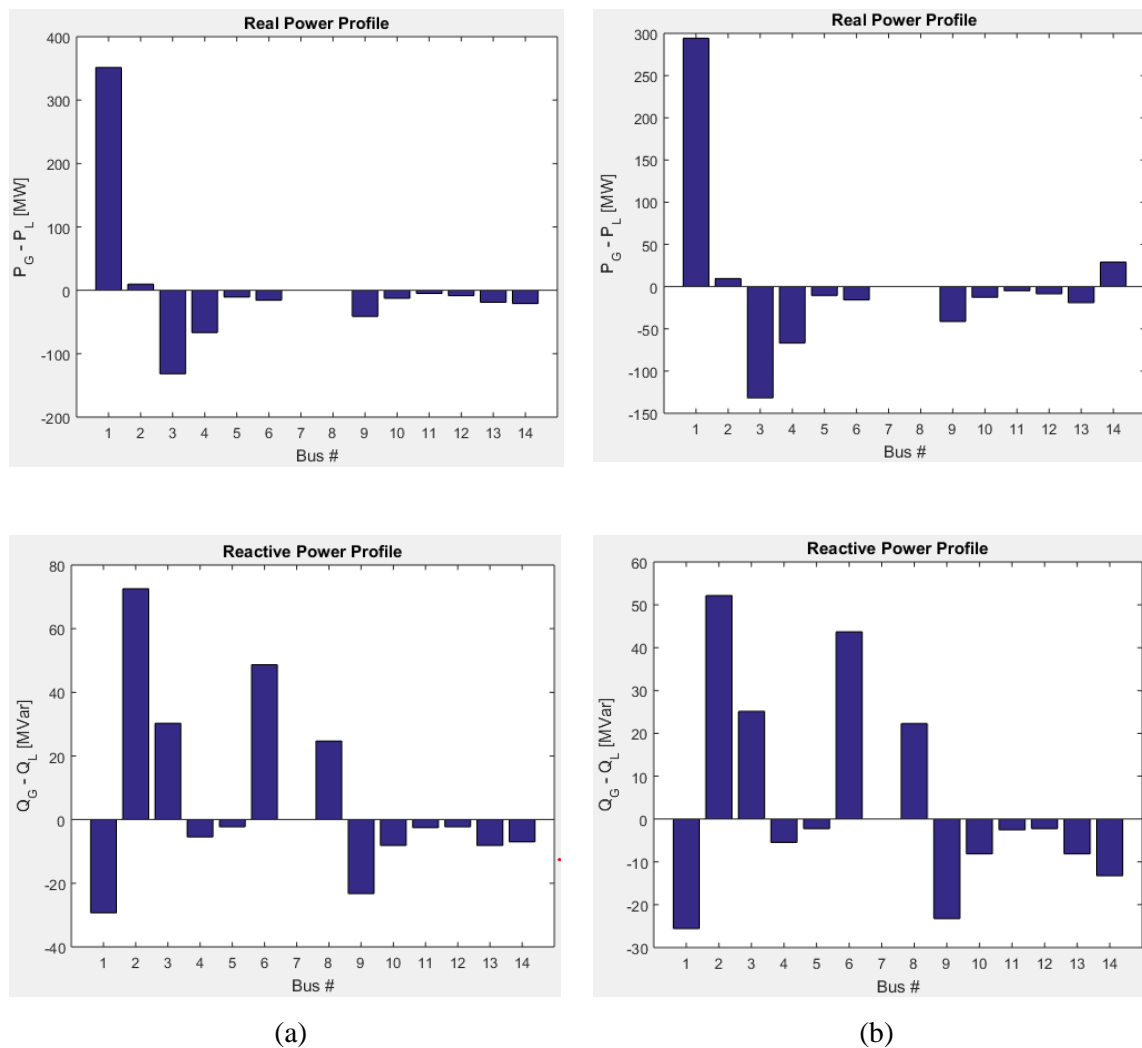 Real Power Profile
400
300
200
100
0
-100
-200
P_G - P_L [MW]
1 2 3 4 5 6 7 8 9 10 11 12 13 14
Bus #
Real Power Profile
300
250
200
150
100
50
0
-50
-100
-150
P_G - P_L [MW]
1 2 3 4 5 6 7 8 9 10 11 12 13 14
Bus #
Reactive Power Profile
80
60
40
20
0
-20
-40
Q_G - Q_L [MVar]
1 2 3 4 5 6 7 8 9 10 11 12 13 14
Bus #
Reactive Power Profile
60
50
40
30
20
10
0
-10
-20
-30
Q_G - Q_L [MVar]
1 2 3 4 5 6 7 8 9 10 11 12 13 14
Bus #
(a)
(b)